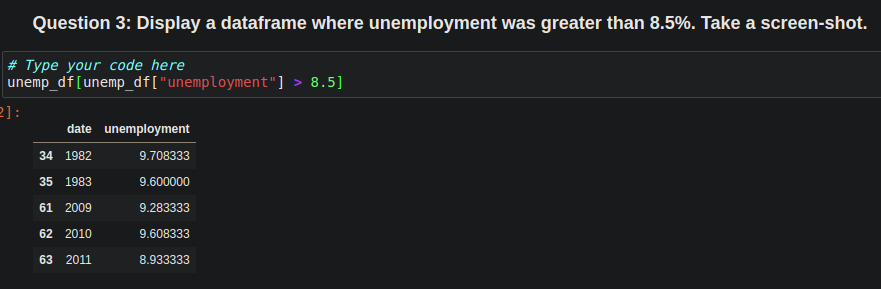 Question 3: Display a dataframe where unemployment was greater than 8.5%. Take a screen-shot.
# Type your code here
unemp_df[unemp_df["unemployment"] > 8.5]
2]:
date unemployment
34 1982 9.708333
35 1983 9.600000
61 2009 9.283333
62 2010 9.608333
63 2011 8.933333